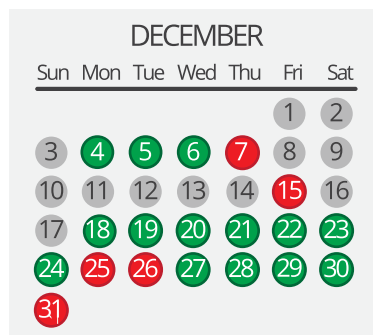 DECEMBER
Sun Mon Tue Wed Thu Fri Sat
1 2
3 4 5 6 7 8 9
10 11 12 13 14 15 16
17 18 19 20 21 22 23
24 25 26 27 28 29 30
31